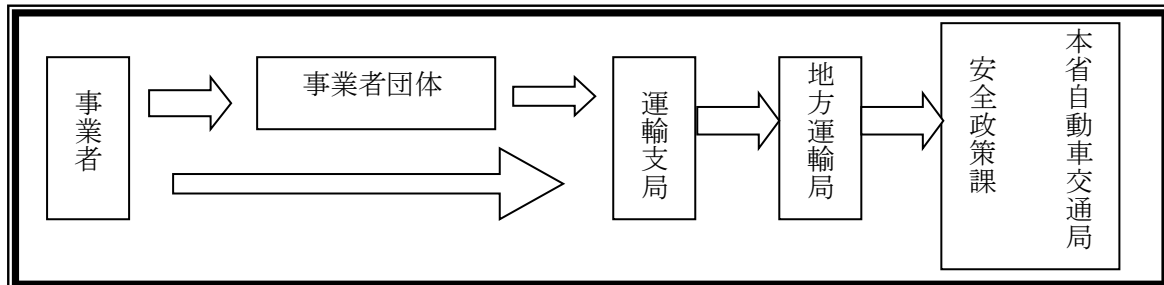 事業者
事業者団体
運輸支局
地方運輸局
本省自動車交通局
安全政策課